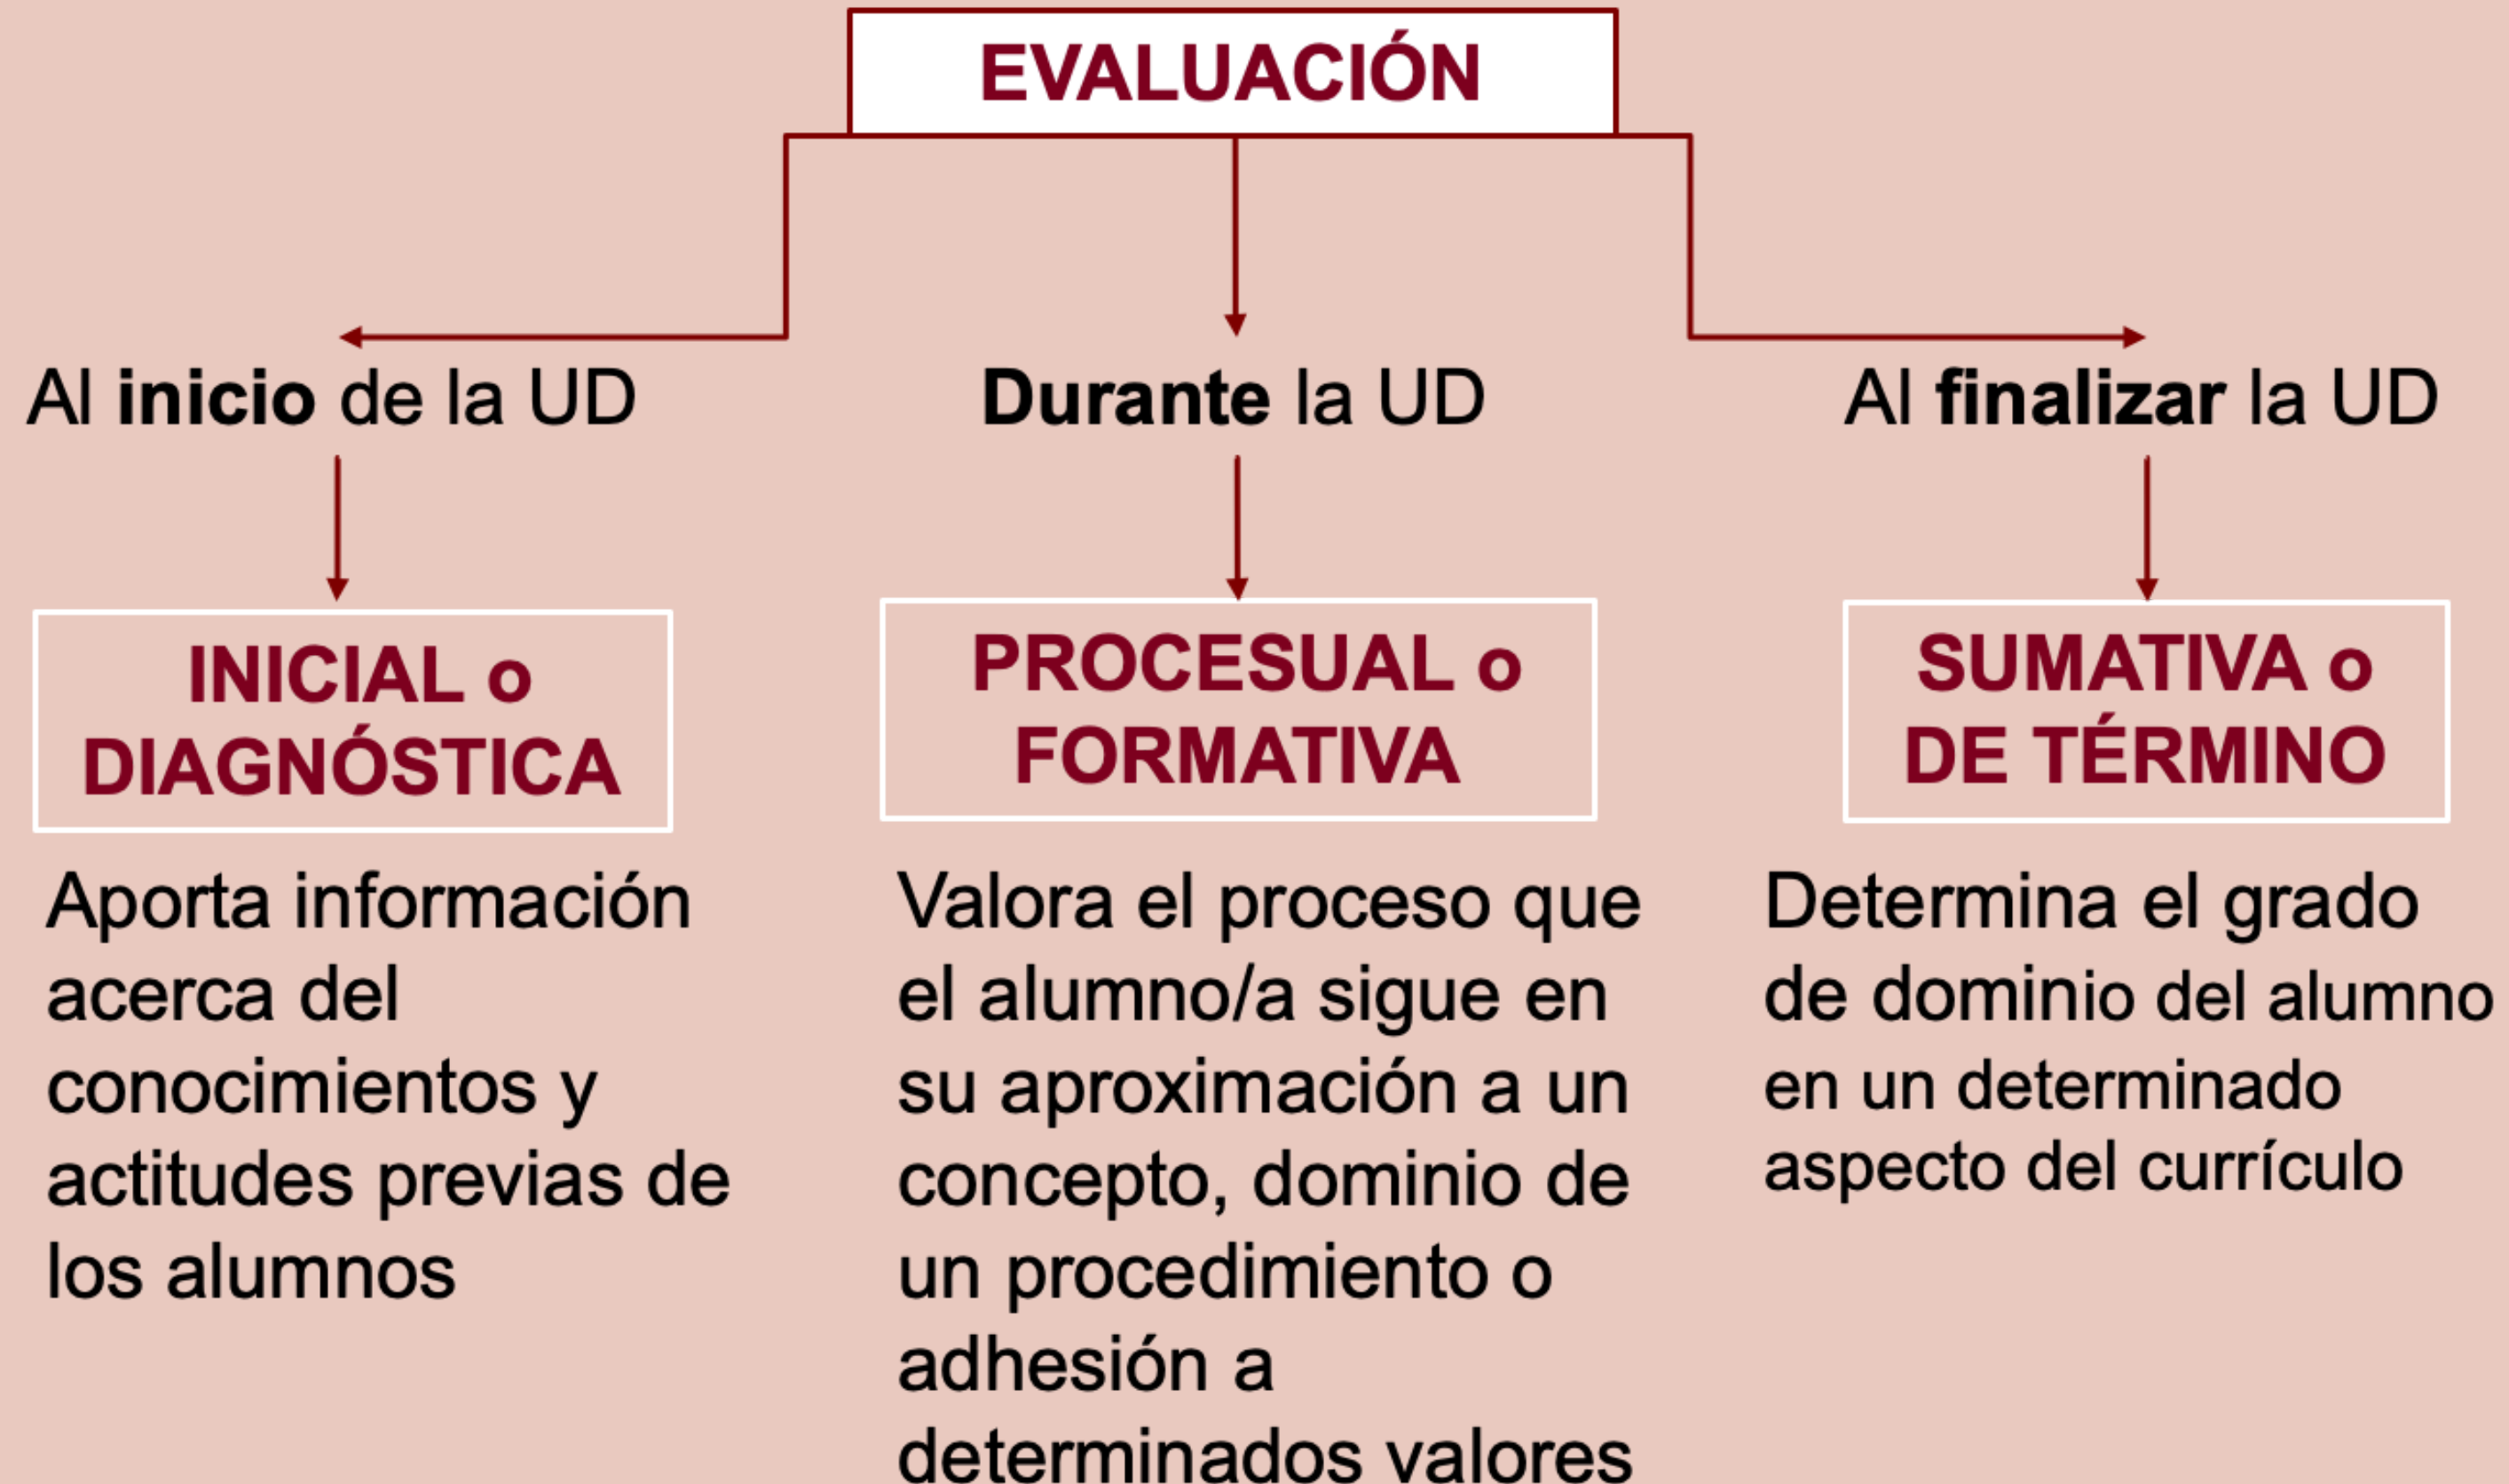 EVALUACIÓN
Al inicio de la UD
Durante la UD
Al finalizar la UD
INICIAL o
DIAGNÓSTICA
Aporta información
acerca del
conocimientos y
actitudes previas de
los alumnos
PROCESUAL o
FORMATIVA
Valora el proceso que
el alumno/a sigue en
su aproximación a un
concepto, dominio de
un procedimiento o
adhesión a
determinados valores
SUMATIVA o
DE TÉRMINO
Determina el grado
de dominio del alumno
en un determinado
aspecto del currículo